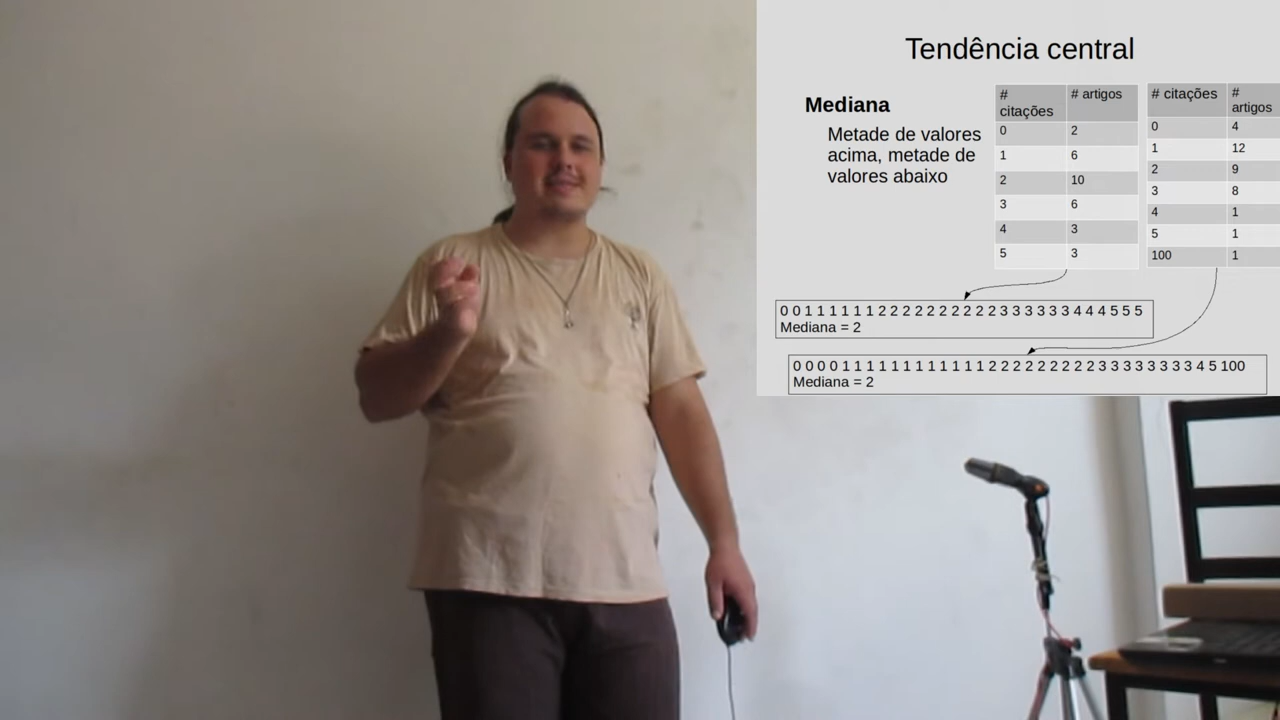 Tendência central
Mediana
Metade de valores
acima, metade de
valores abaixo
# citações # artigos
0 2
1 6
2 10
3 6
4 3
5 3
# citações # artigos
0 4
1 12
2 9
3 8
4 1
5 1
100 1
0 0 1 1 1 1 1 1 2 2 2 2 2 2 2 2 2 2 3 3 3 3 3 3 4 4 4 5 5 5
Mediana = 2
0 0 0 0 1 1 1 1 1 1 1 1 1 1 1 1 2 2 2 2 2 2 2 2 2 3 3 3 3 3 3 3 3 4 5 100
Mediana = 2